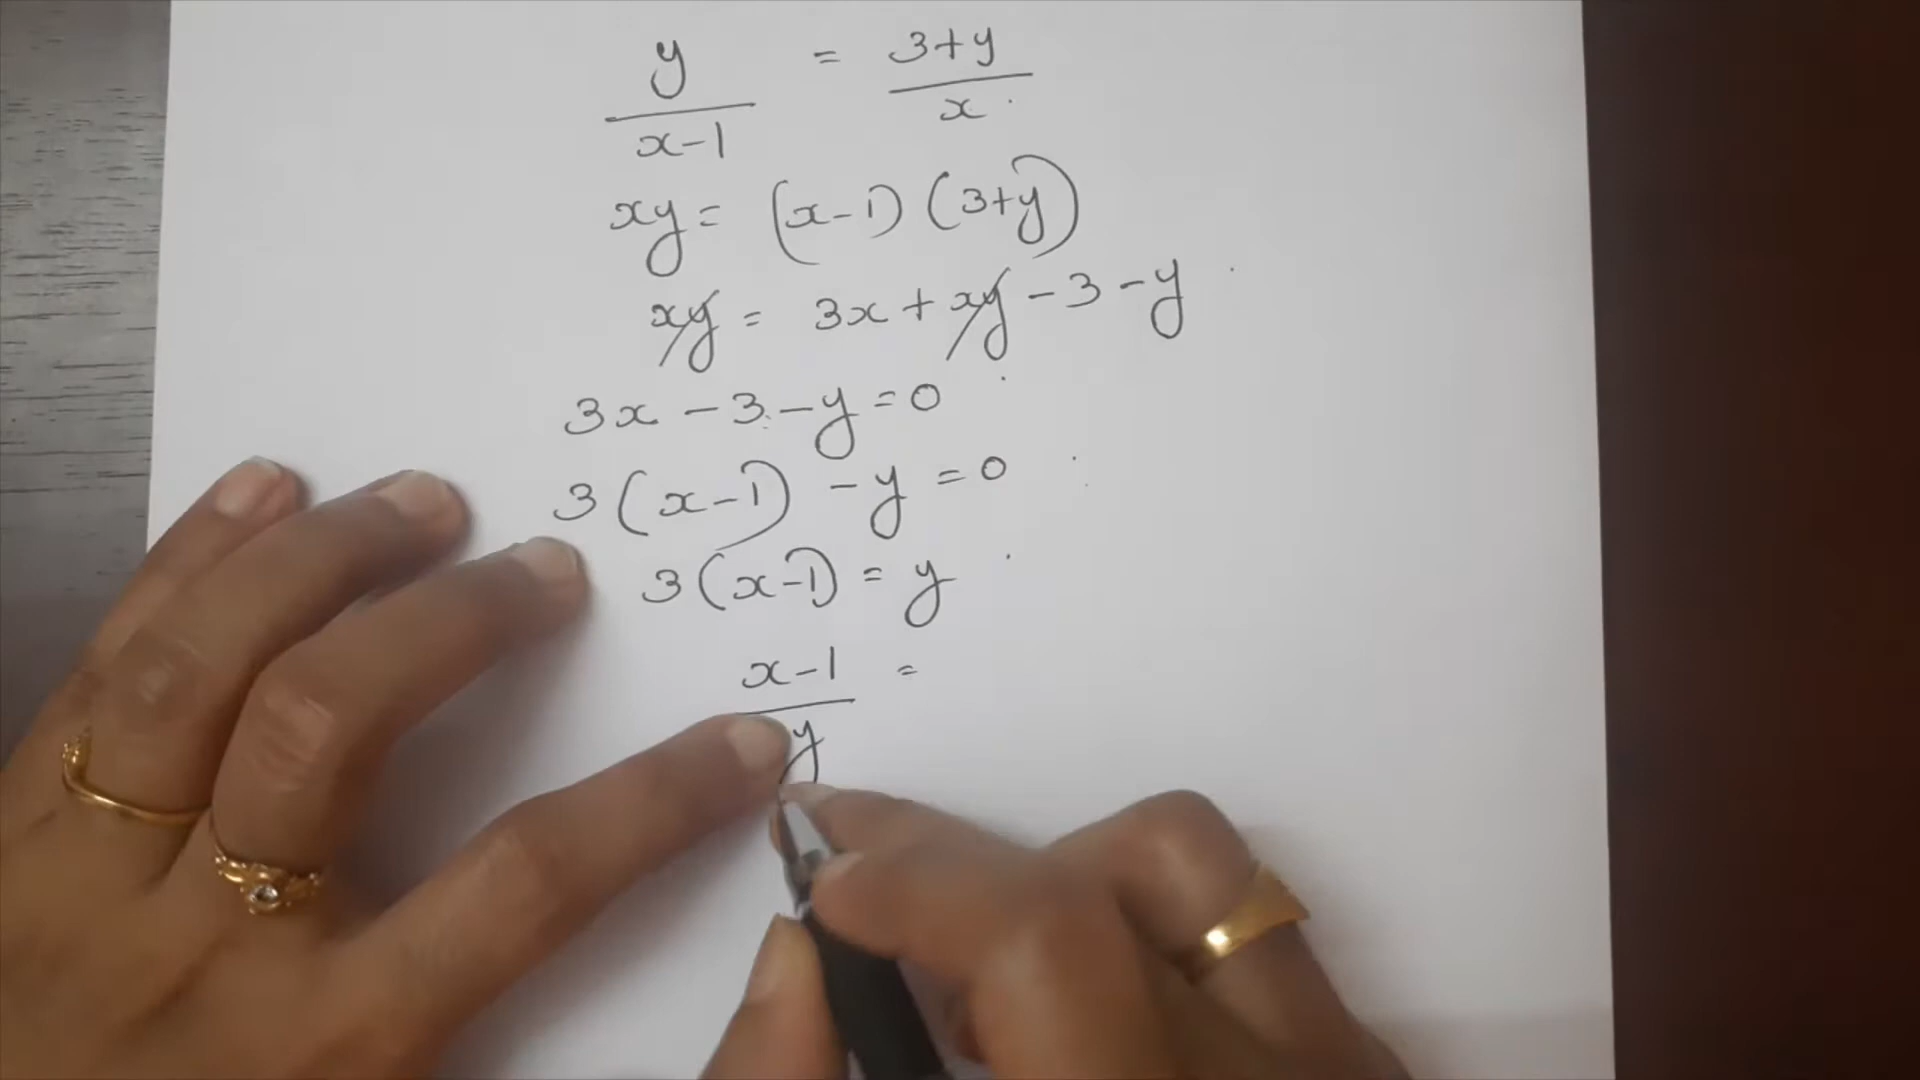 y/(x-1) = (3+y)/x
xy = (x-1) (3+y)
xy = 3x + xy - 3 - y
3x - 3 - y = 0
3(x-1) - y = 0
3(x-1) = y
(x-1)/y =